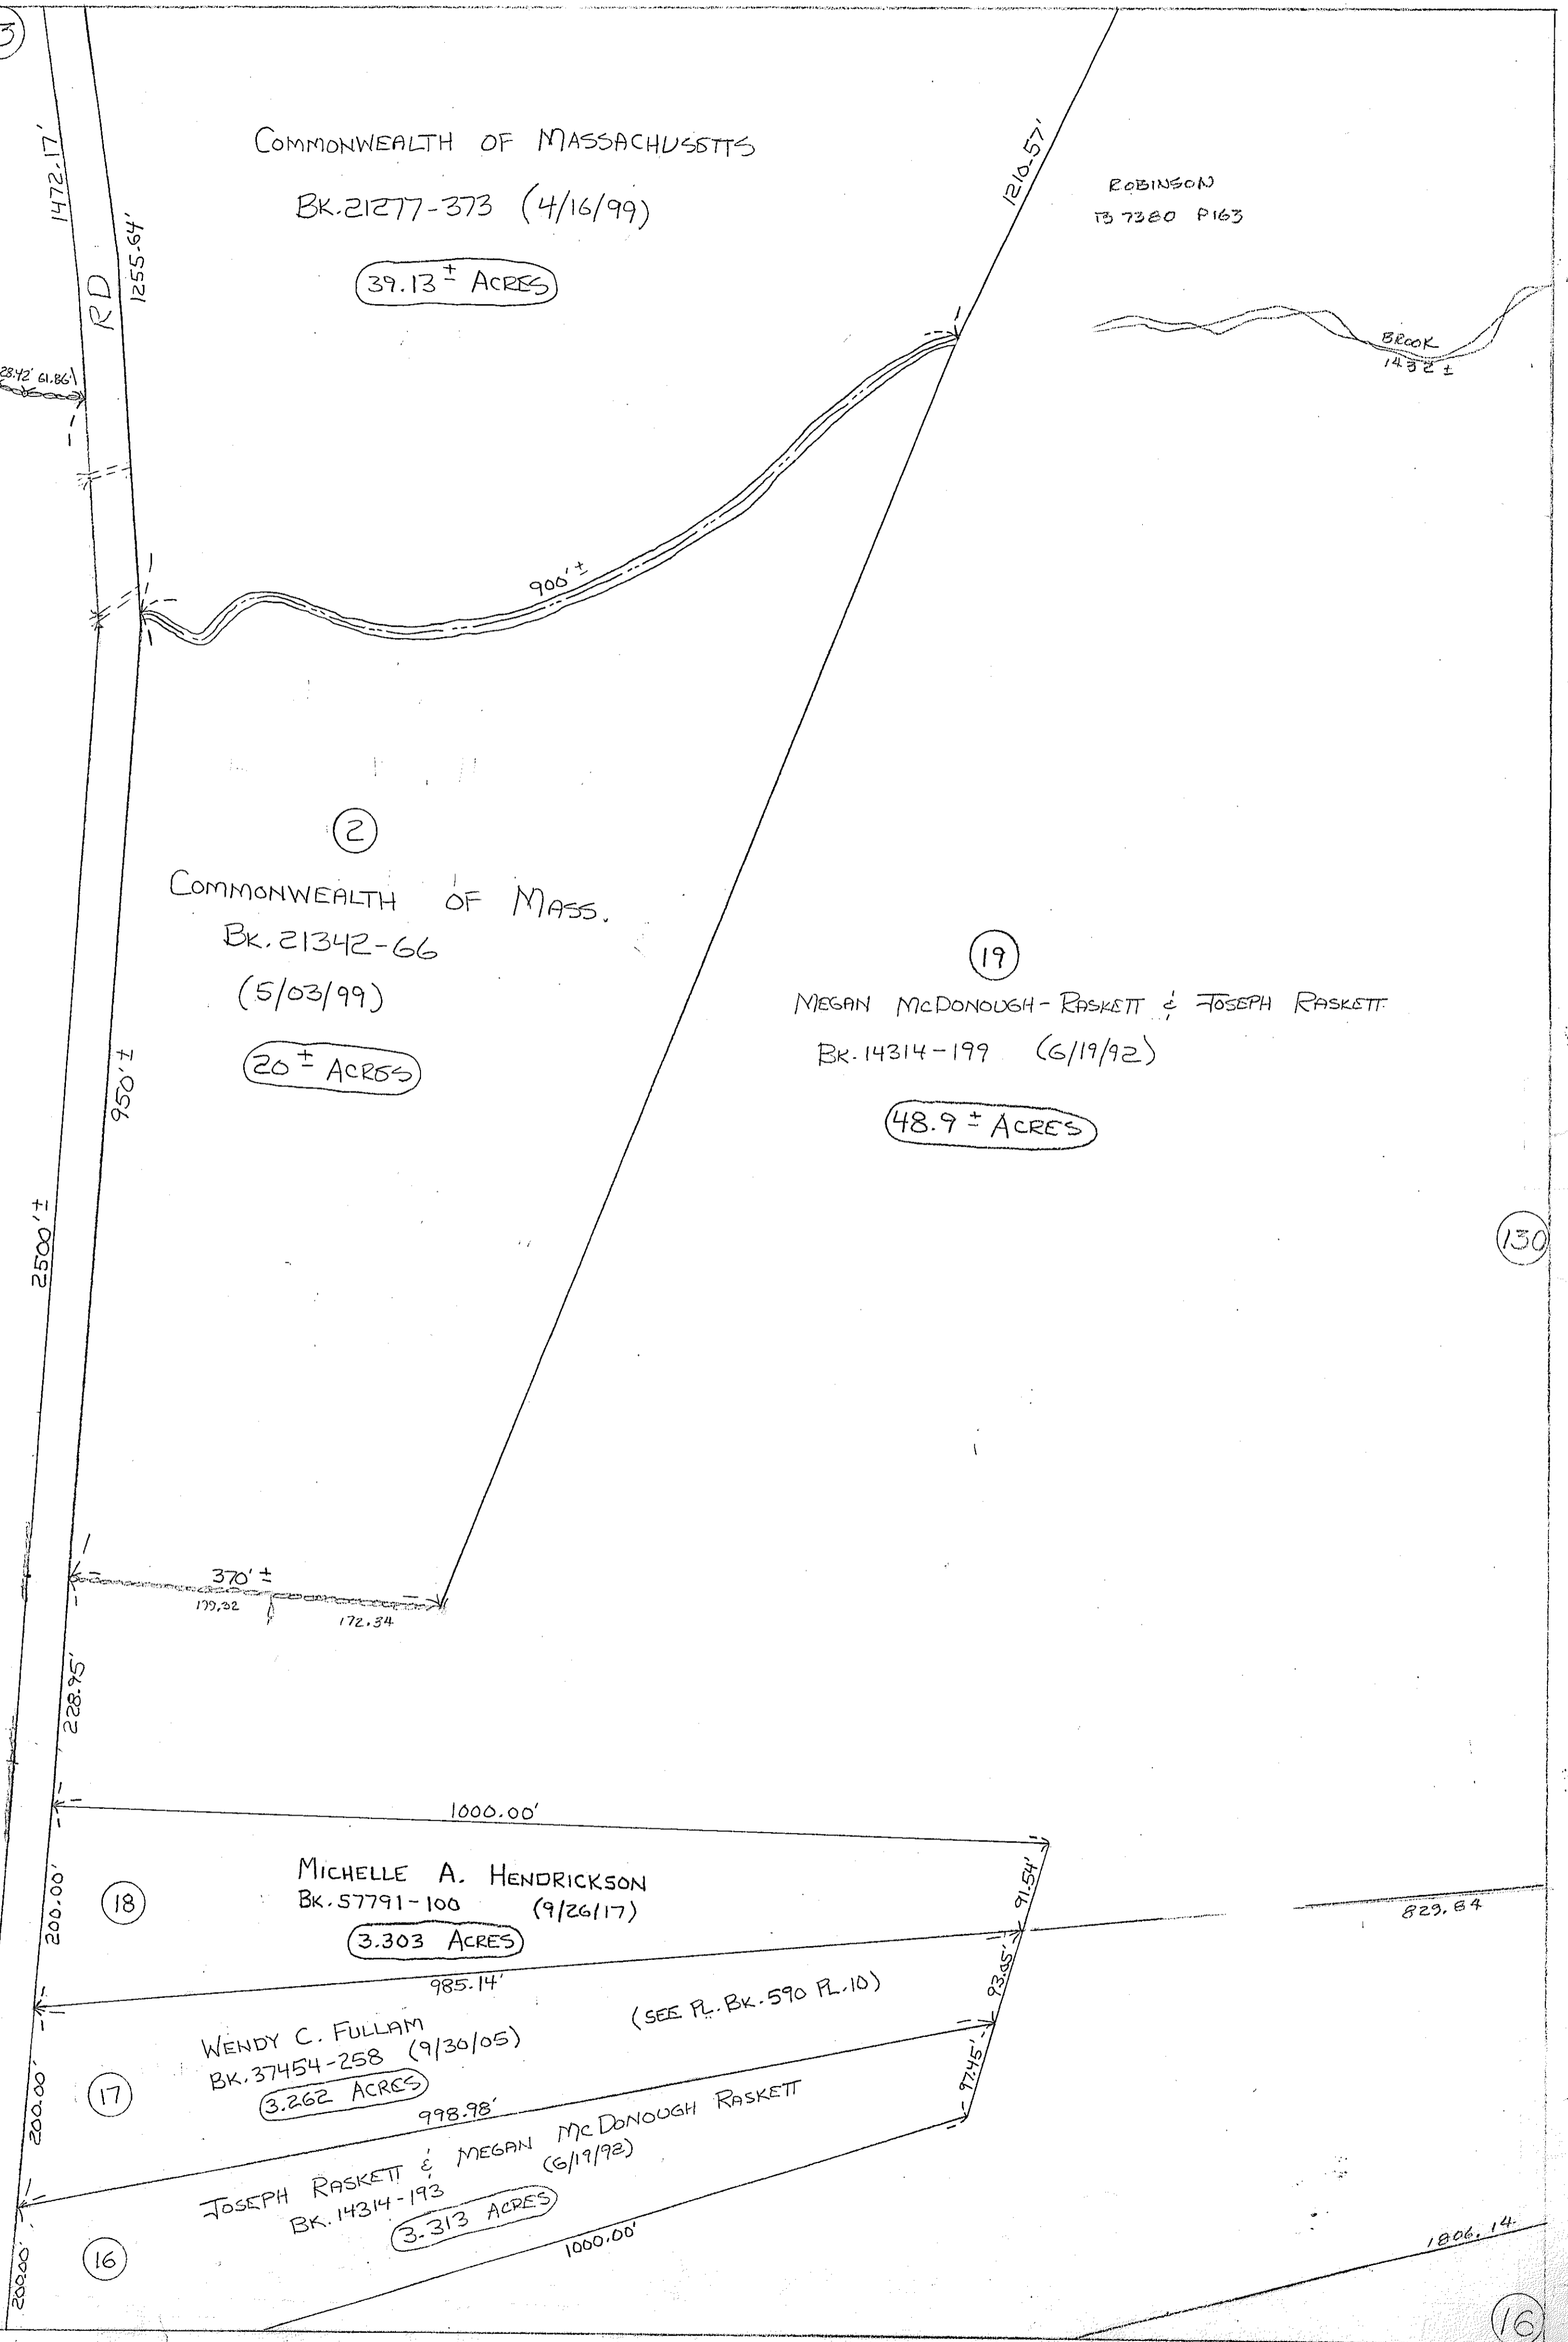 3
1472.17'
1255.64'
RD
COMMONWEALTH OF MASSACHUSETTS
BK.21277-373 (4/16/99)
39.13 ± ACRES
1210.57'
ROBINSON
B 7380 P163
BROOK
1432 ±
28.42' 61.86'
900' ±
2
COMMONWEALTH OF MASS.
BK. 21342-66
(5/03/99)
20 ± ACRES
950' ±
2500' ±
19
MEGAN MCDONOUGH-RASKETT & JOSEPH RASKETT
BK. 14314-199 (6/19/92)
48.9 ± ACRES
130
370' ±
172.34
228.95'
1000.00'
18
200.00'
MICHELLE A. HENDRICKSON
BK. 57791-100 (9/26/17)
3.303 ACRES
91.54'
829.64
985.14'
93.05'
17
200.00'
WENDY C. FULLAM
BK. 37454-258 (9/30/05)
(SEE PL. BK. 590 PL. 10)
3.262 ACRES
998.98'
97.45'
16
200.00'
JOSEPH RASKETT & MEGAN MCDONOUGH RASKETT
BK. 14314-193 (6/19/92)
3.313 ACRES
1000.00'
1806.14
16